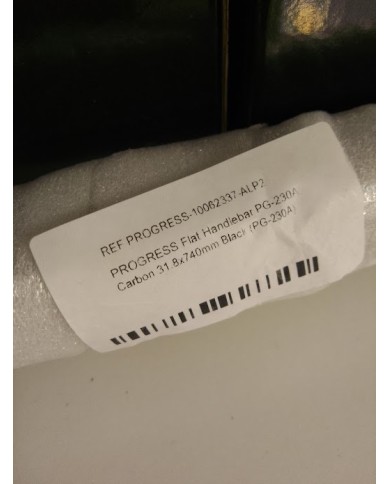 REF PROGRESS-10062337-ALP2
PROGRESS Flat Handlebar PG-230A
Carbon 31.8x740mm Black (PG-230A)